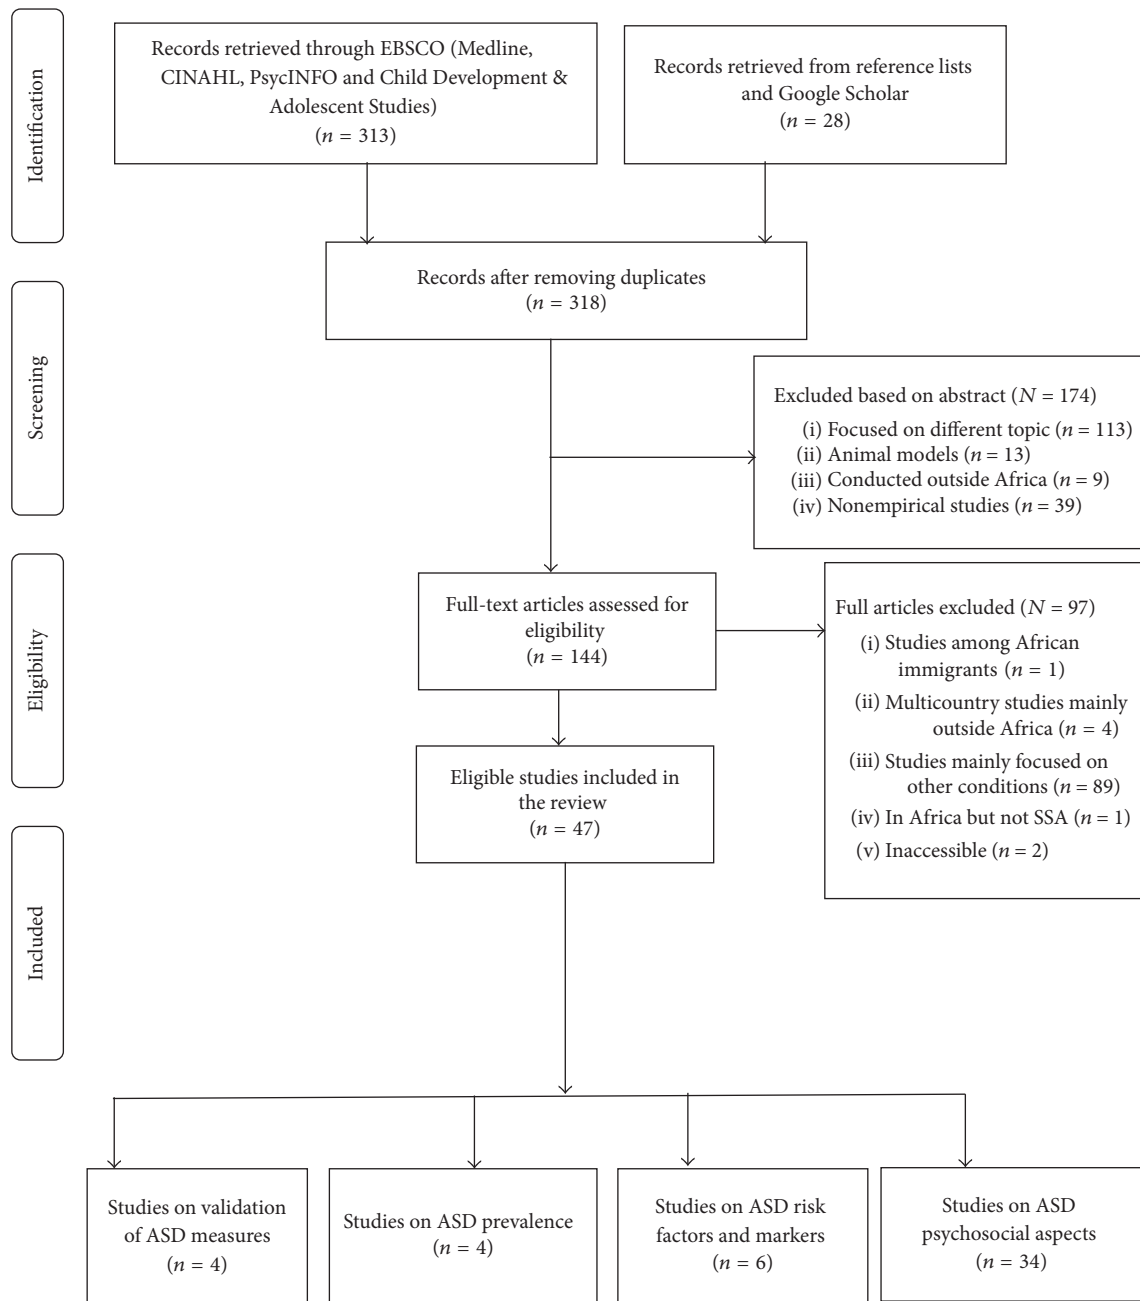 Identification
Records retrieved through EBSCO (Medline,
CINAHL, PsycINFO and Child Development &
Adolescent Studies)
(n = 313)
Records retrieved from reference lists
and Google Scholar
(n = 28)
Records after removing duplicates
(n = 318)
Screening
Excluded based on abstract (N = 174)
(i) Focused on different topic (n = 113)
(ii) Animal models (n = 13)
(iii) Conducted outside Africa (n = 9)
(iv) Nonempirical studies (n = 39)
Eligibility
Full-text articles assessed for
eligibility
(n = 144)
Full articles excluded (N = 97)
(i) Studies among African
immigrants (n = 1)
(ii) Multicountry studies mainly
outside Africa (n = 4)
(iii) Studies mainly focused on
other conditions (n = 89)
(iv) In Africa but not SSA (n = 1)
(v) Inaccessible (n = 2)
Eligible studies included in
the review
(n = 47)
Included
Studies on validation
of ASD measures
(n = 4)
Studies on ASD prevalence
(n = 4)
Studies on ASD risk
factors and markers
(n = 6)
Studies on ASD
psychosocial aspects
(n = 34)